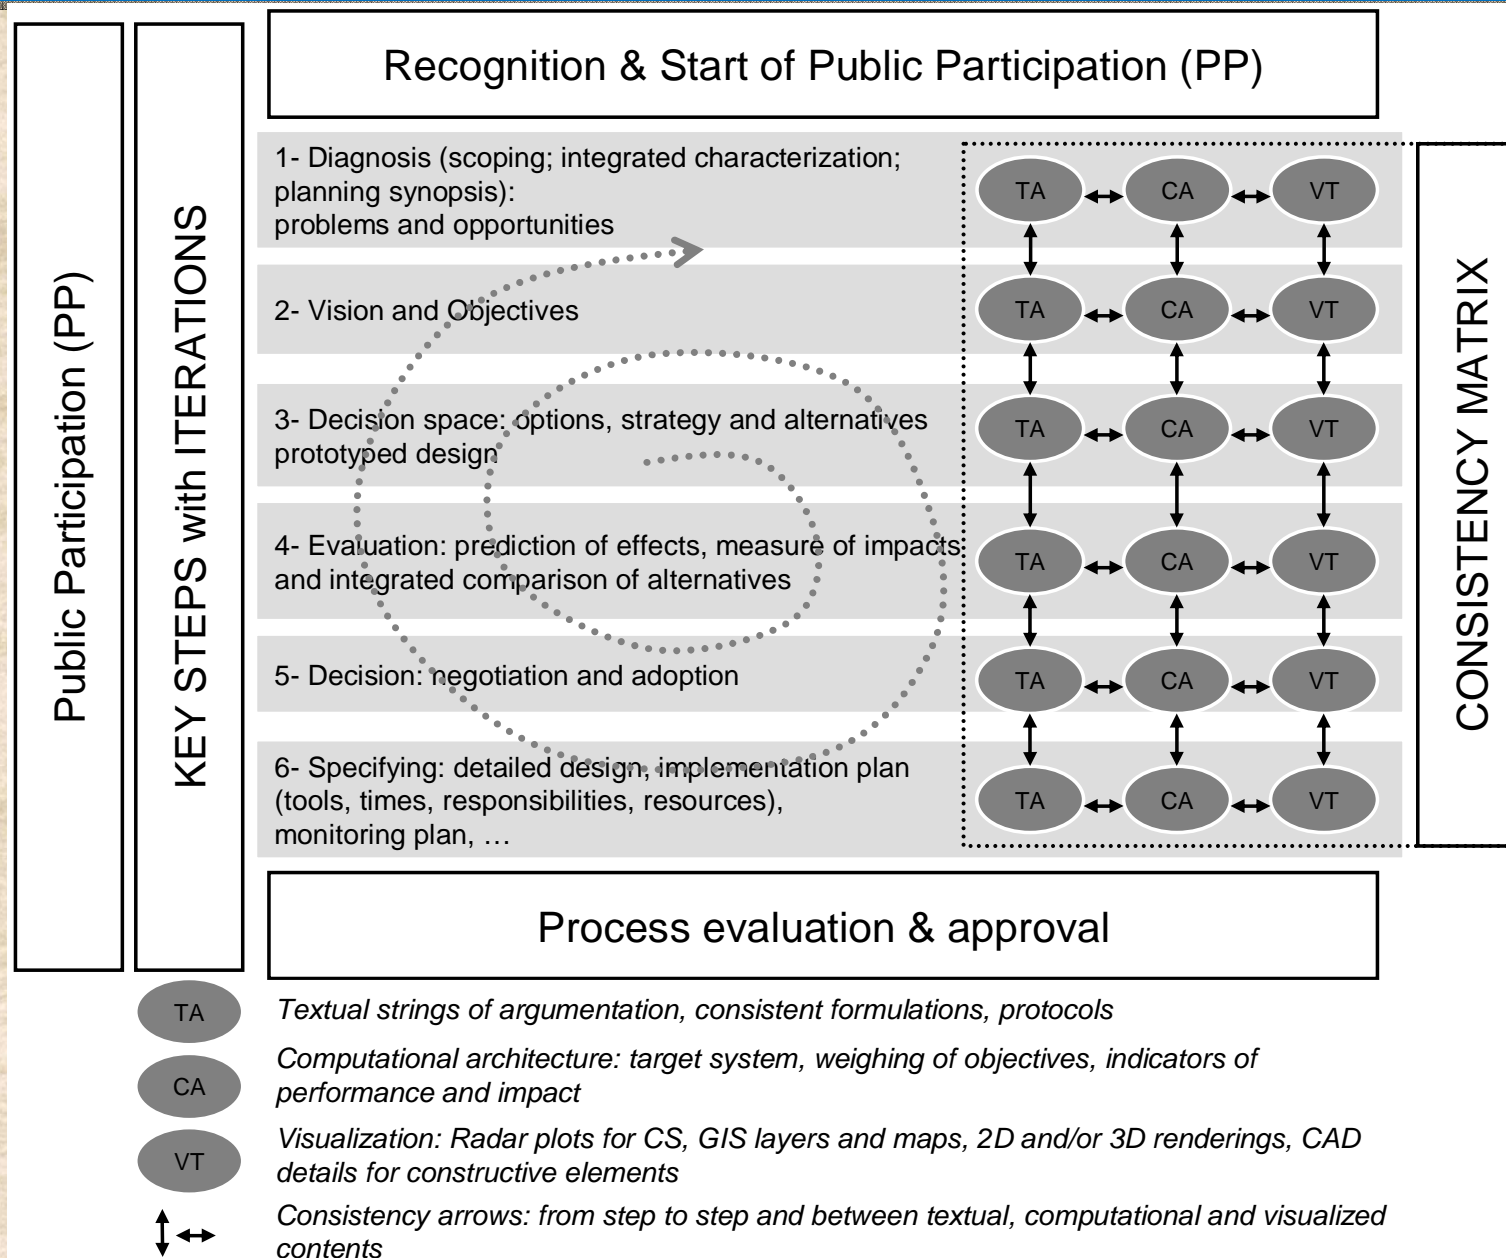 Recognition & Start of Public Participation (PP)
Public Participation (PP)
KEY STEPS with ITERATIONS
1- Diagnosis (scoping; integrated characterization;
planning synopsis):
problems and opportunities
TA CA VT
2- Vision and Objectives
TA CA VT
3- Decision space: options, strategy and alternatives
prototyped design
TA CA VT
4- Evaluation: prediction of effects, measure of impacts
and integrated comparison of alternatives
TA CA VT
5- Decision: negotiation and adoption
TA CA VT
6- Specifying: detailed design, implementation plan
(tools, times, responsibilities, resources),
monitoring plan, …
TA CA VT
CONSISTENCY MATRIX
Process evaluation & approval
TA Textual strings of argumentation, consistent formulations, protocols
CA Computational architecture: target system, weighing of objectives, indicators of
performance and impact
VT Visualization: Radar plots for CS, GIS layers and maps, 2D and/or 3D renderings, CAD
details for constructive elements
Consistency arrows: from step to step and between textual, computational and visualized
contents